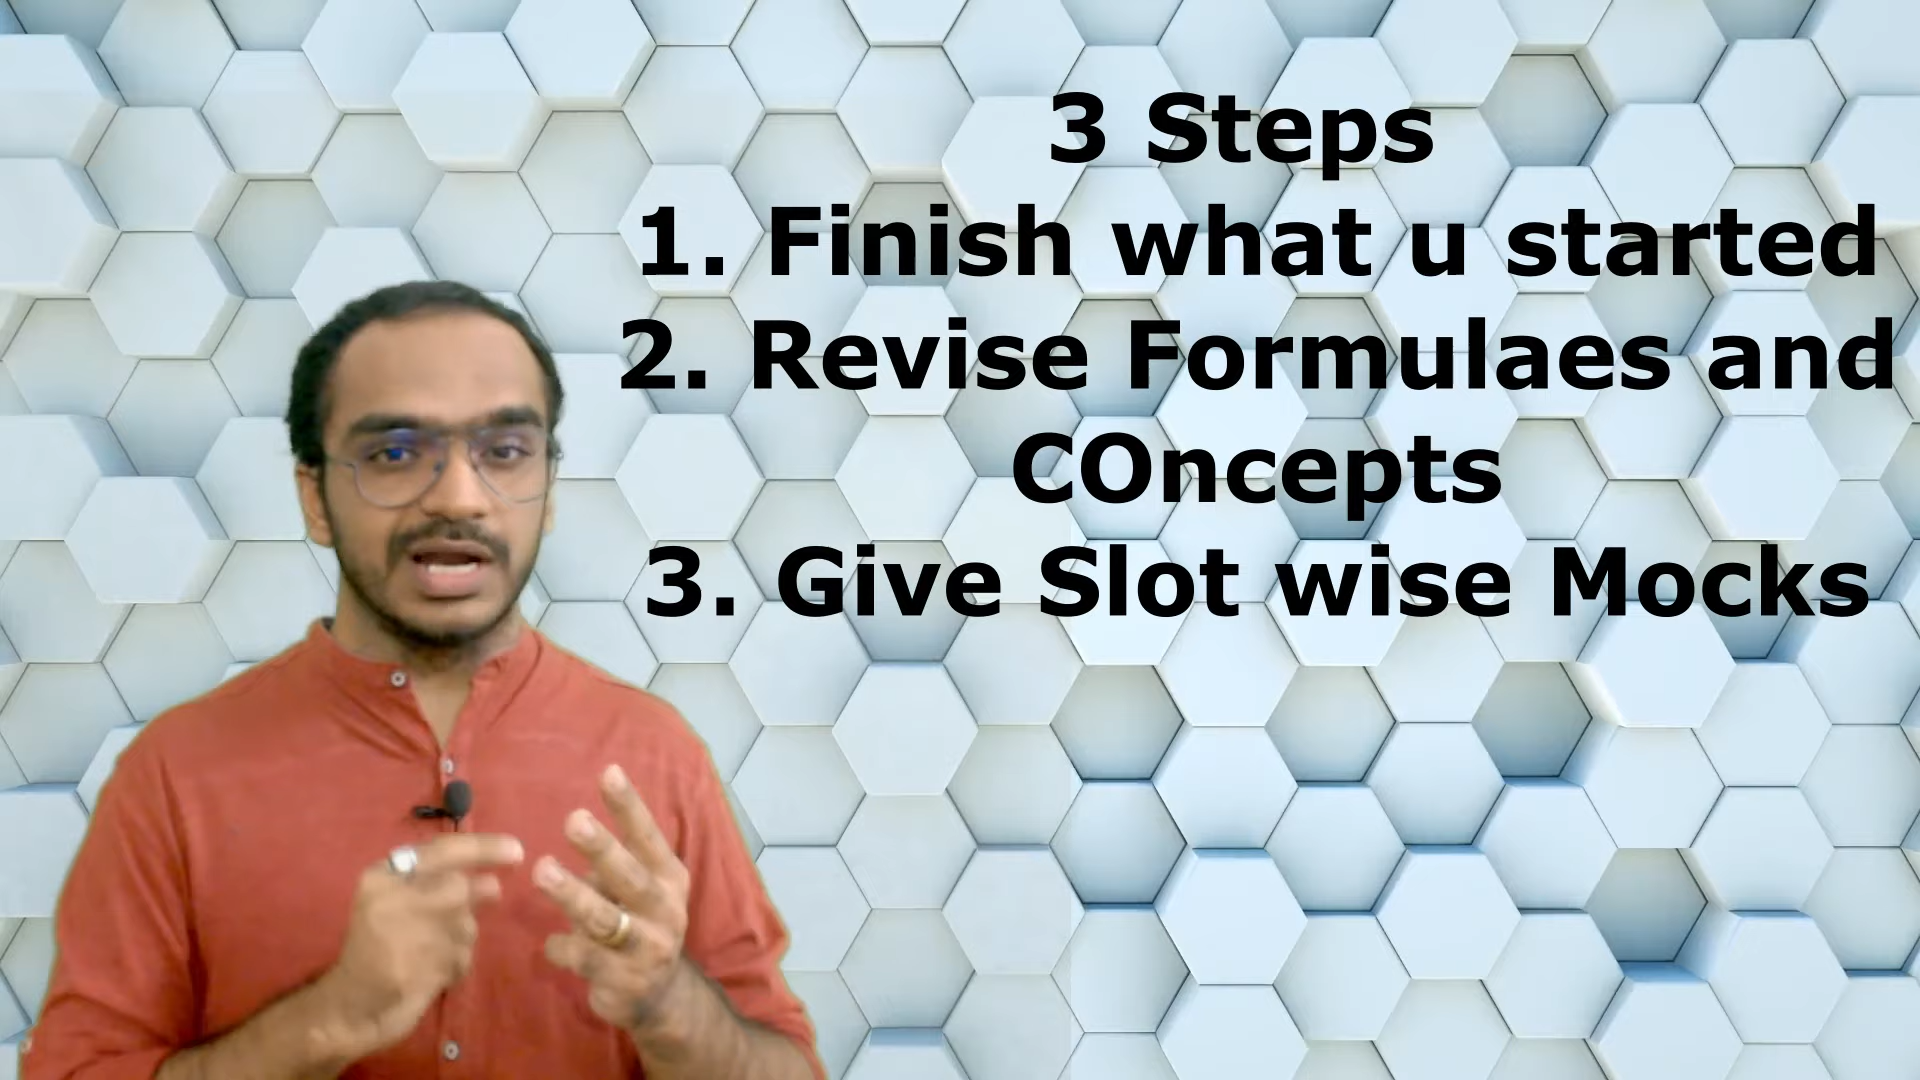 3 Steps
1. Finish what u started
2. Revise Formulaes and
COncepts
3. Give Slot wise Mocks